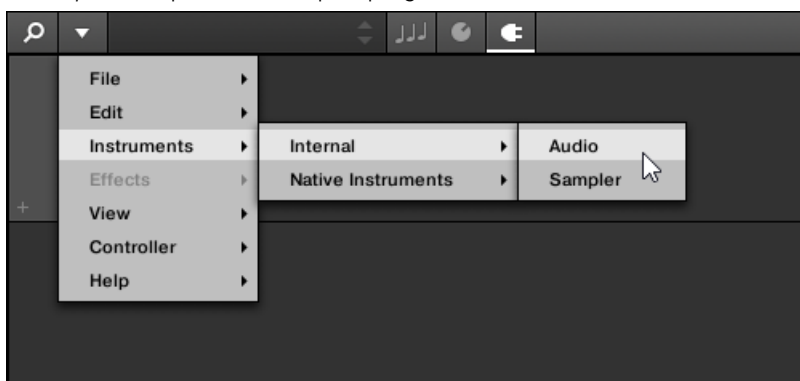 File
Edit
Instruments
Internal
Audio
Effects
Native Instruments
Sampler
View
Controller
Help